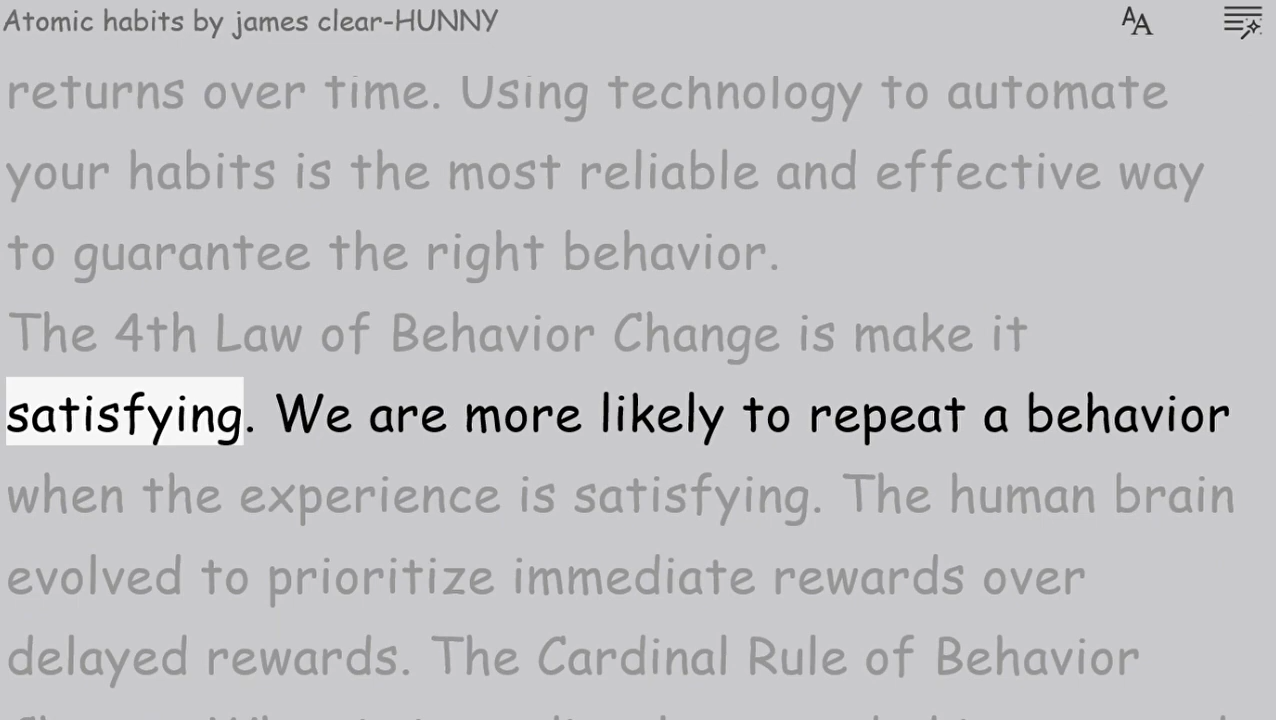 Atomic habits by james clear-HUNNY
AA
returns over time. Using technology to automate
your habits is the most reliable and effective way
to guarantee the right behavior.
The 4th Law of Behavior Change is make it
satisfying. We are more likely to repeat a behavior
when the experience is satisfying. The human brain
evolved to prioritize immediate rewards over
delayed rewards. The Cardinal Rule of Behavior